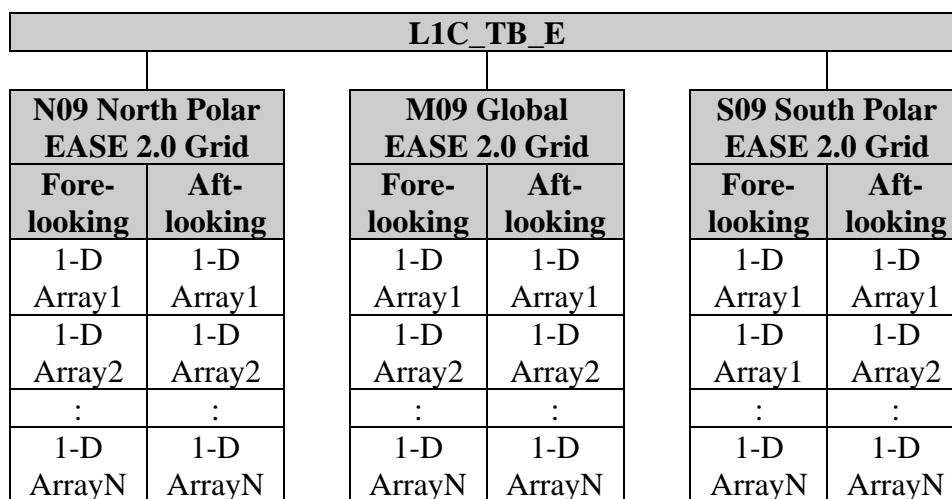 L1C_TB_E
N09 North Polar
EASE 2.0 Grid
M09 Global
EASE 2.0 Grid
S09 South Polar
EASE 2.0 Grid
Fore-
looking
Aft-
looking
Fore-
looking
Aft-
looking
Fore-
looking
Aft-
looking
1-D
Array1
1-D
Array1
1-D
Array1
1-D
Array1
1-D
Array1
1-D
Array1
1-D
Array2
1-D
Array2
1-D
Array2
1-D
Array2
1-D
Array1
1-D
Array2
:
:
:
:
:
:
1-D
ArrayN
1-D
ArrayN
1-D
ArrayN
1-D
ArrayN
1-D
ArrayN
1-D
ArrayN